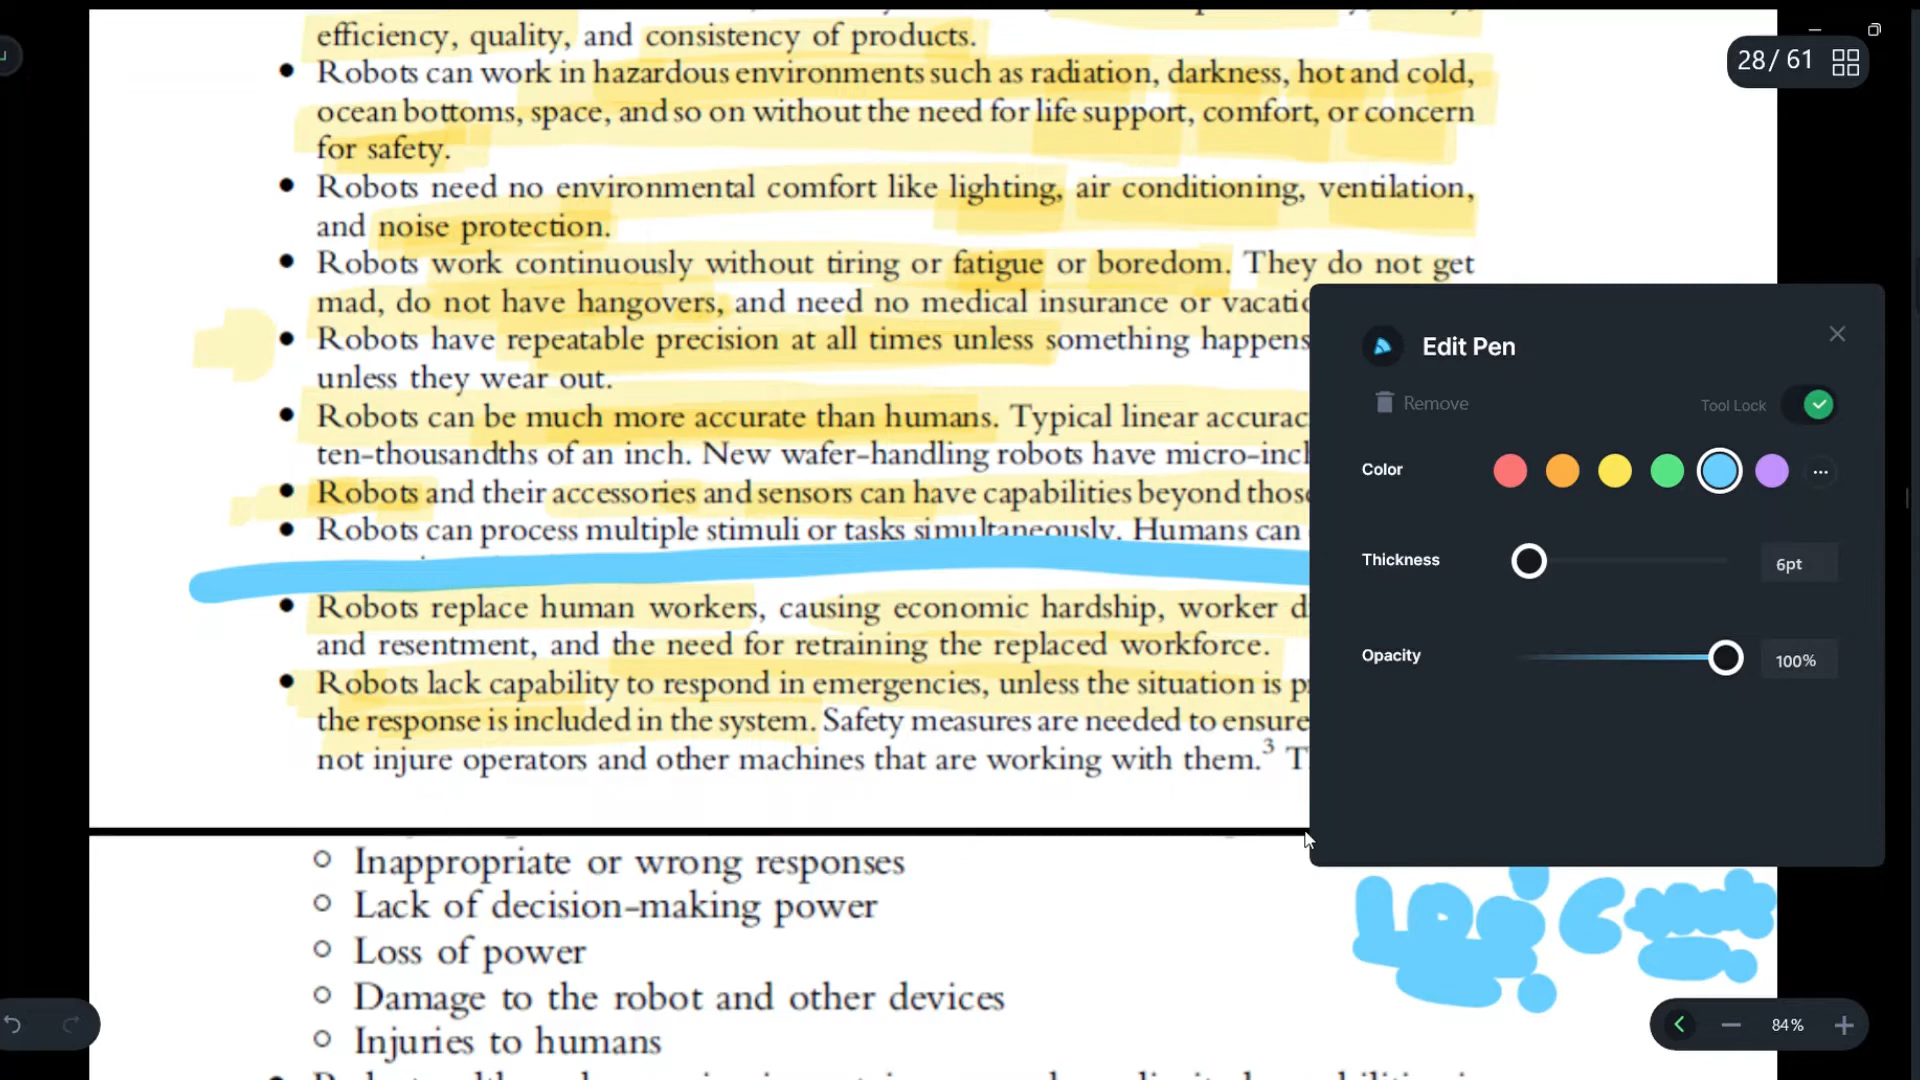 efficiency, quality, and consistency of products.
• Robots can work in hazardous environments such as radiation, darkness, hot and cold,
ocean bottoms, space, and so on without the need for life support, comfort, or concern
for safety.
• Robots need no environmental comfort like lighting, air conditioning, ventilation,
and noise protection.
• Robots work continuously without tiring or fatigue or boredom. They do not get
mad, do not have hangovers, and need no medical insurance or
• Robots have repeatable precision at all times unless something happens
unless they wear out.
• Robots can be much more accurate than humans. Typical linear
ten-thousandths of an inch. New wafer-handling robots have
• Robots and their accessories and sensors can have capabilities beyond
• Robots can process multiple stimuli or tasks simultaneously. Humans can
• Robots replace human workers, causing economic hardship, worker
and resentment, and the need for retraining the replaced workforce.
• Robots lack capability to respond in emergencies, unless the situation is
the response is included in the system. Safety measures are needed to ensure
not injure operators and other machines that are working with them.3
○ Inappropriate or wrong responses
○ Lack of decision-making power
○ Loss of power
○ Damage to the robot and other devices
○ Injuries to humans
28/ 61
Edit Pen
Remove
Tool Lock
Color
Thickness
6pt
Opacity
100%
84%